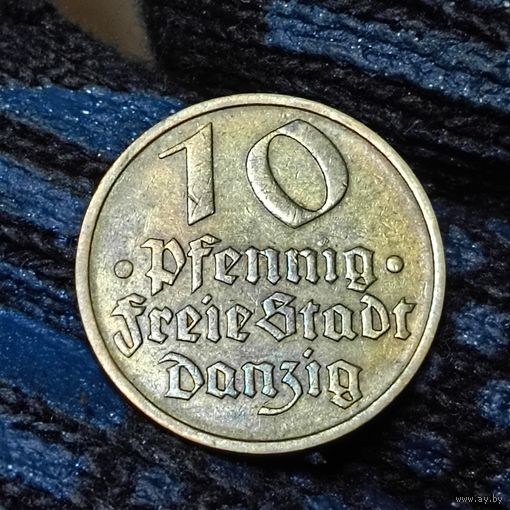 10
• Pfennig •
Freie Stadt
Danzig
www.ay.by